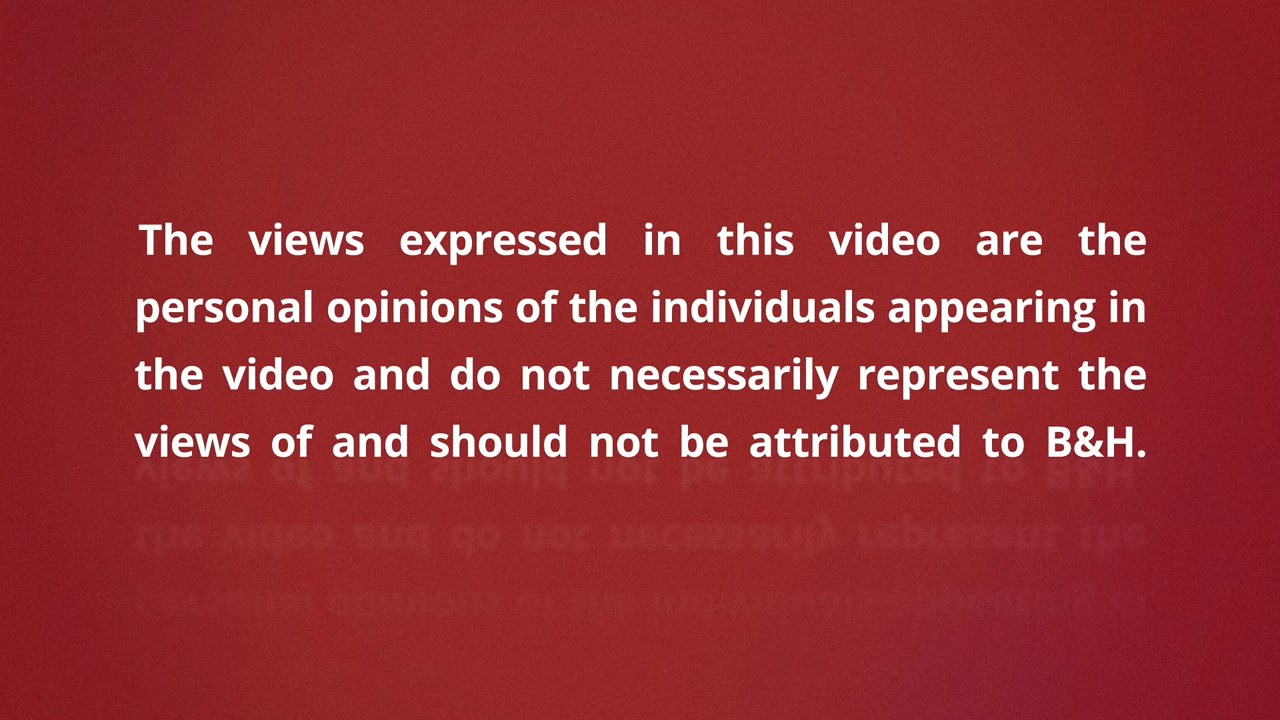 The views expressed in this video are the
personal opinions of the individuals appearing in
the video and do not necessarily represent the
views of and should not be attributed to B&H.